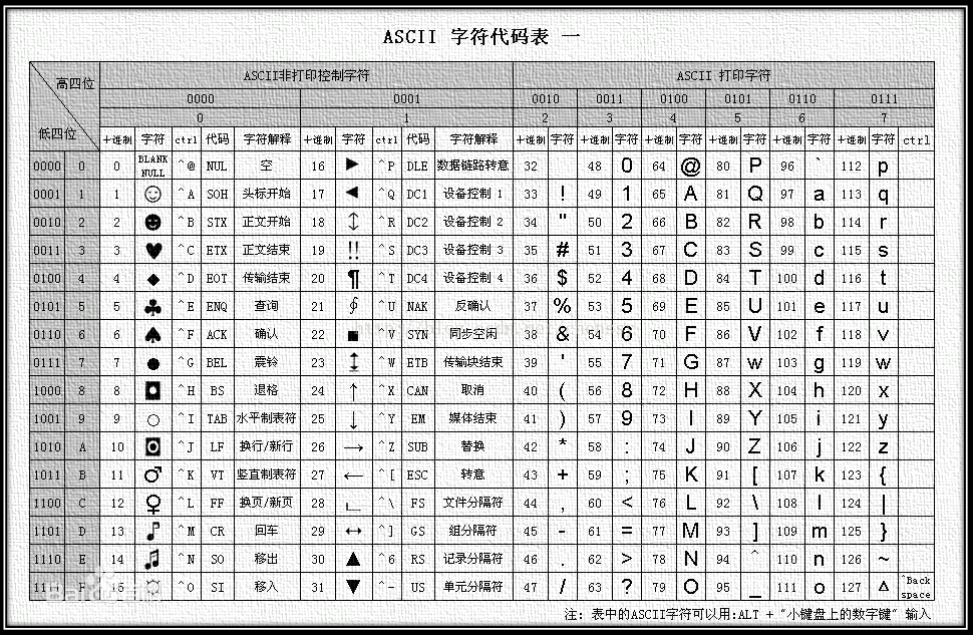 ASCII 字符代码表 一
高四位 ASCII非打印控制字符 ASCII 打印字符
0000 0001 0010 0011 0100 0101 0110 0111
0 1 2 3 4 5 6 7
低四位 十进制 字符 ctrl 代码 字符解释 十进制 字符 ctrl 代码 字符解释 十进制 字符 十进制 字符 十进制 字符 十进制 字符 十进制 字符 十进制 字符 ctrl
0000 0 0 BLANK NULL ^@ NUL 空 16 ► ^P DLE 数据链路转意 32 48 0 64 @ 80 P 96 ` 112 p
0001 1 1 ☺ ^A SOH 头标开始 17 ◄ ^Q DC1 设备控制 1 33 ! 49 1 65 A 81 Q 97 a 113 q
0010 2 2 ☻ ^B STX 正文开始 18 ↕ ^R DC2 设备控制 2 34 " 50 2 66 B 82 R 98 b 114 r
0011 3 3 ♥ ^C ETX 正文结束 19 !! ^S DC3 设备控制 3 35 # 51 3 67 C 83 S 99 c 115 s
0100 4 4 ♦ ^D EOT 传输结束 20 ¶ ^T DC4 设备控制 4 36 $ 52 4 68 D 84 T 100 d 116 t
0101 5 5 ♣ ^E ENQ 查询 21 ∮ ^U NAK 反确认 37 % 53 5 69 E 85 U 101 e 117 u
0110 6 6 ♠ ^F ACK 确认 22 ■ ^V SYN 同步空闲 38 & 54 6 70 F 86 V 102 f 118 v
0111 7 7 ● ^G BEL 震铃 23 ↨ ^W ETB 传输块结束 39 ' 55 7 71 G 87 w 103 g 119 w
1000 8 8 ◘ ^H BS 退格 24 ↑ ^X CAN 取消 40 ( 56 8 72 H 88 X 104 h 120 x
1001 9 9 ○ ^I TAB 水平制表符 25 ↓ ^Y EM 媒体结束 41 ) 57 9 73 I 89 Y 105 i 121 y
1010 A 10 ◙ ^J LF 换行/新行 26 → ^Z SUB 替换 42 * 58 : 74 J 90 Z 106 j 122 z
1011 B 11 ♂ ^K VT 竖直制表符 27 ← ^[ ESC 转意 43 + 59 ; 75 K 91 [ 107 k 123 {
1100 C 12 ♀ ^L FF 换页/新页 28 ∟ ^\ FS 文件分隔符 44 , 60 < 76 L 92 \ 108 l 124 |
1101 D 13 ♪ ^M CR 回车 29 ↔ ^] GS 组分隔符 45 - 61 = 77 M 93 ] 109 m 125 }
1110 E 14 ♫ ^N SO 移出 30 ▲ ^6 RS 记录分隔符 46 . 62 > 78 N 94 ^ 110 n 126 ~
1111 F 15 ☼ ^O SI 移入 31 ▼ ^- US 单元分隔符 47 / 63 ? 79 O 95 _ 111 o 127 Δ ^Back space
注: 表中的ASCII字符可以用:ALT + "小键盘上的数字键" 输入